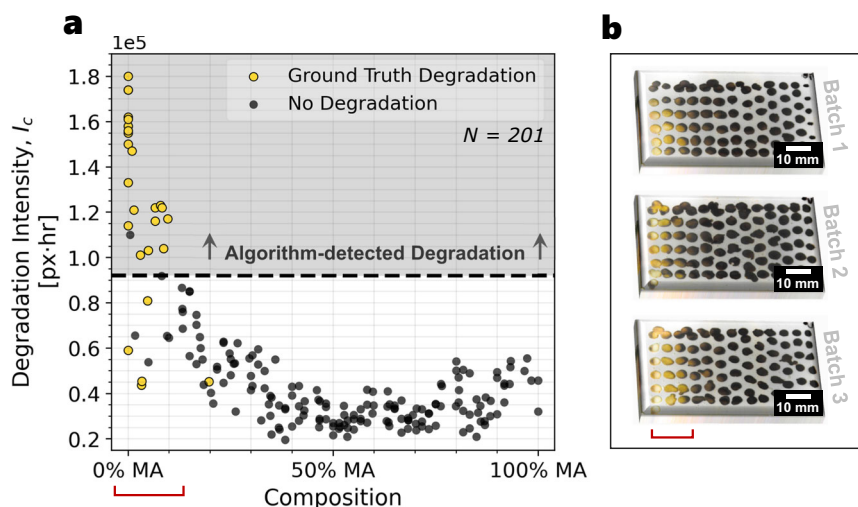 a
1e5
1.8
1.6
1.4
1.2
1.0
0.8
0.6
0.4
0.2
Degradation Intensity, I_c
[px·hr]
Ground Truth Degradation
No Degradation
N = 201
Algorithm-detected Degradation
0% MA
50% MA
100% MA
Composition
b
Batch 1
10 mm
Batch 2
10 mm
Batch 3
10 mm